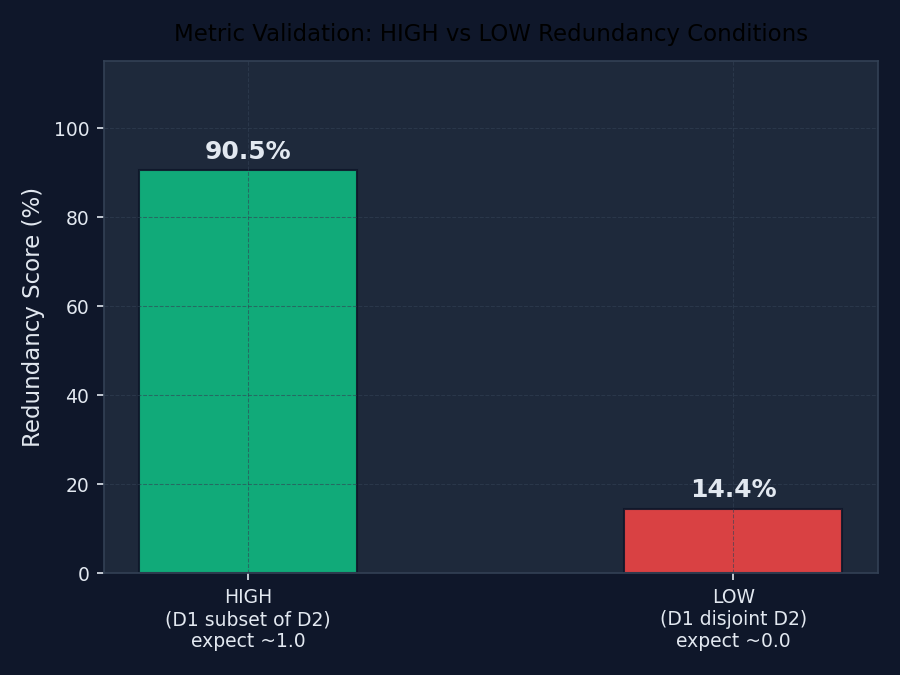 Metric Validation: HIGH vs LOW Redundancy Conditions
Redundancy Score (%)
100
80
60
40
20
0
90.5%
14.4%
HIGH
(D1 subset of D2)
expect ~1.0
LOW
(D1 disjoint D2)
expect ~0.0